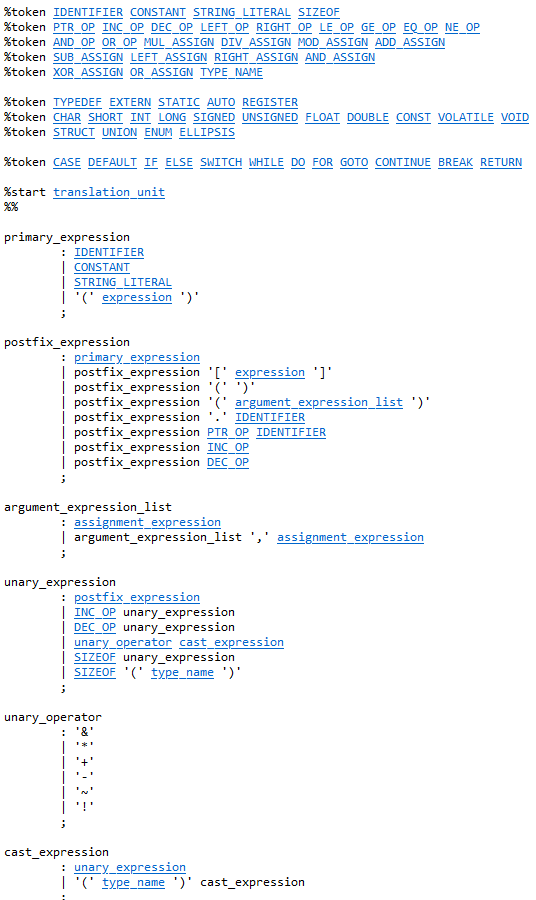 %token IDENTIFIER CONSTANT STRING_LITERAL SIZEOF
%token PTR_OP INC_OP DEC_OP LEFT_OP RIGHT_OP LE_OP GE_OP EQ_OP NE_OP
%token AND_OP OR_OP MUL_ASSIGN DIV_ASSIGN MOD_ASSIGN ADD_ASSIGN
%token SUB_ASSIGN LEFT_ASSIGN RIGHT_ASSIGN AND_ASSIGN
%token XOR_ASSIGN OR_ASSIGN TYPE_NAME

%token TYPEDEF EXTERN STATIC AUTO REGISTER
%token CHAR SHORT INT LONG SIGNED UNSIGNED FLOAT DOUBLE CONST VOLATILE VOID
%token STRUCT UNION ENUM ELLIPSIS

%token CASE DEFAULT IF ELSE SWITCH WHILE DO FOR GOTO CONTINUE BREAK RETURN

%start translation_unit
%%

primary_expression
        : IDENTIFIER
        | CONSTANT
        | STRING_LITERAL
        | '(' expression ')'
        ;

postfix_expression
        : primary_expression
        | postfix_expression '[' expression ']'
        | postfix_expression '(' ')'
        | postfix_expression '(' argument_expression_list ')'
        | postfix_expression '.' IDENTIFIER
        | postfix_expression PTR_OP IDENTIFIER
        | postfix_expression INC_OP
        | postfix_expression DEC_OP
        ;

argument_expression_list
        : assignment_expression
        | argument_expression_list ',' assignment_expression
        ;

unary_expression
        : postfix_expression
        | INC_OP unary_expression
        | DEC_OP unary_expression
        | unary_operator cast_expression
        | SIZEOF unary_expression
        | SIZEOF '(' type_name ')'
        ;

unary_operator
        : '&'
        | '*'
        | '+'
        | '-'
        | '~'
        | '!'
        ;

cast_expression
        : unary_expression
        | '(' type_name ')' cast_expression
        ;